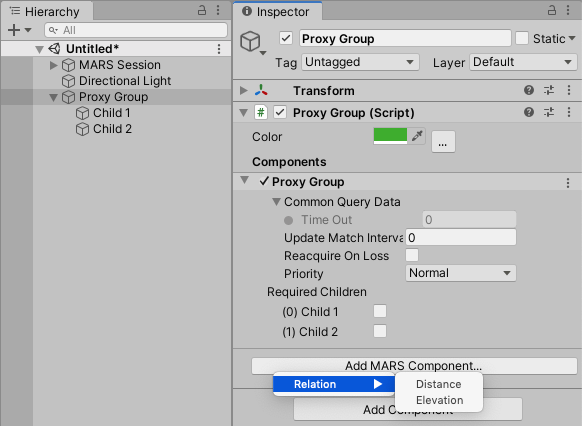 Hierarchy
All
Untitled*
MARS Session
Directional Light
Proxy Group
Child 1
Child 2
Inspector
Proxy Group
Static
Tag Untagged Layer Default
Transform
# Proxy Group (Script)
Color
...
Components
Proxy Group
Common Query Data
Time Out 0
Update Match Interva 0
Reacquire On Loss
Priority Normal
Required Children
(0) Child 1
(1) Child 2
Add MARS Component...
Relation
Distance
Elevation
Add Component